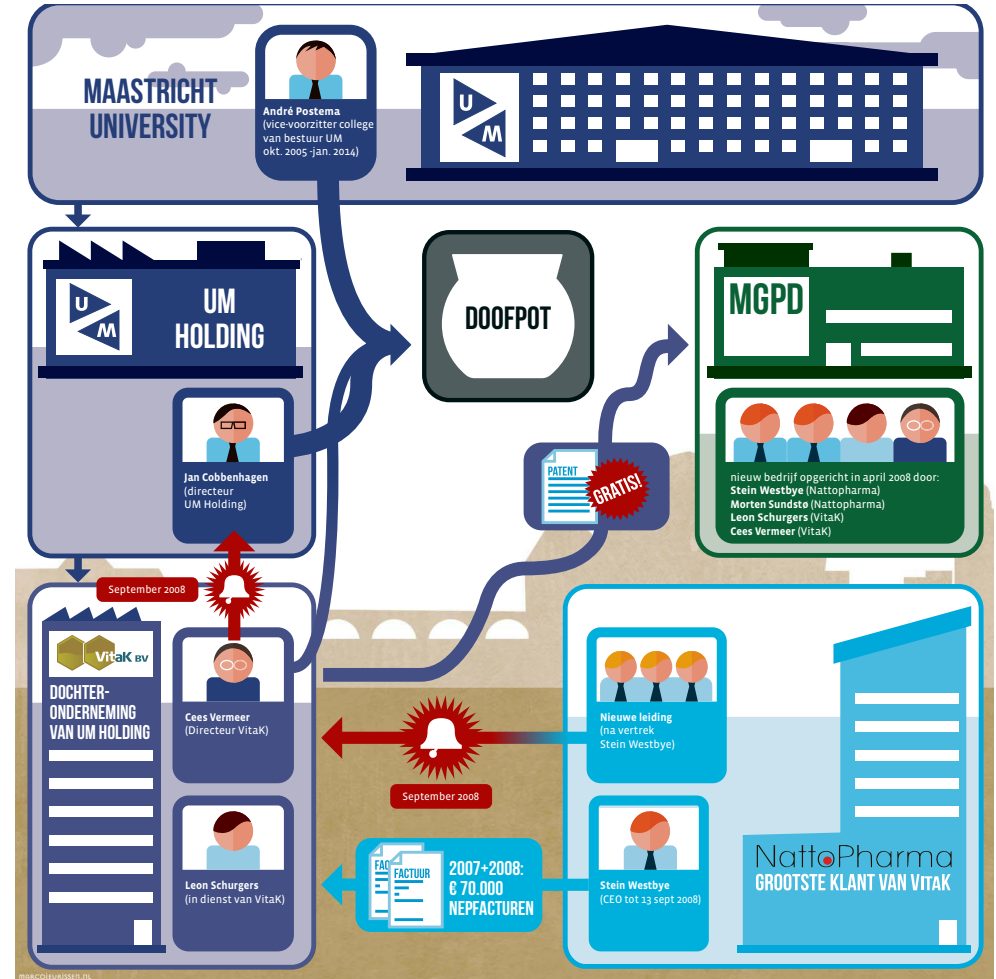 MAASTRICHT
UNIVERSITY
André Postema
(vice-voorzitter college
van bestuur UM
okt. 2005 -jan. 2014)
U
M
U
M
UM
HOLDING
Jan Cobbenhagen
(directeur
UM Holding)
DOOFPOT
MGPD
nieuw bedrijf opgericht in april 2008 door:
Stein Westbye (Nattopharma)
Morten Sundstø (Nattopharma)
Leon Schurgers (VitaK)
Cees Vermeer (VitaK)
PATENT
GRATIS!
September 2008
VitaK BV
DOCHTER-
ONDERNEMING
VAN UM HOLDING
Cees Vermeer
(Directeur VitaK)
Leon Schurgers
(in dienst van VitaK)
September 2008
Nieuwe leiding
(na vertrek
Stein Westbye)
FAC
FACTUUR
2007+2008:
€ 70.000
NEPFACTUREN
Stein Westbye
(CEO tot 13 sept 2008)
NattoPharma
GROOTSTE KLANT VAN VITAK
MARCOJEURISSEN.NL